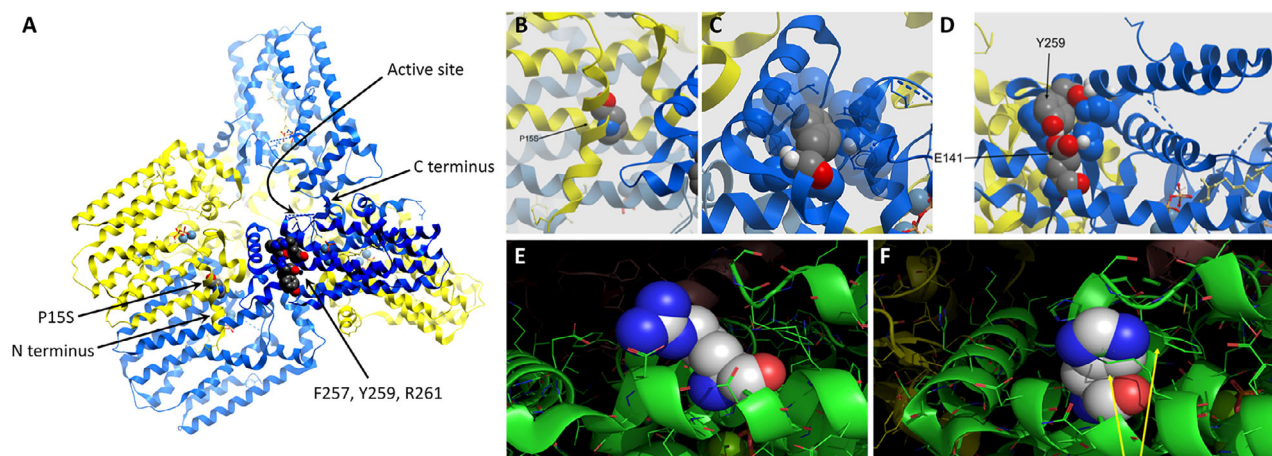 A
Active site
C terminus
P15S
N terminus
F257, Y259, R261
B
P15S
C
D
Y259
E141
E
F